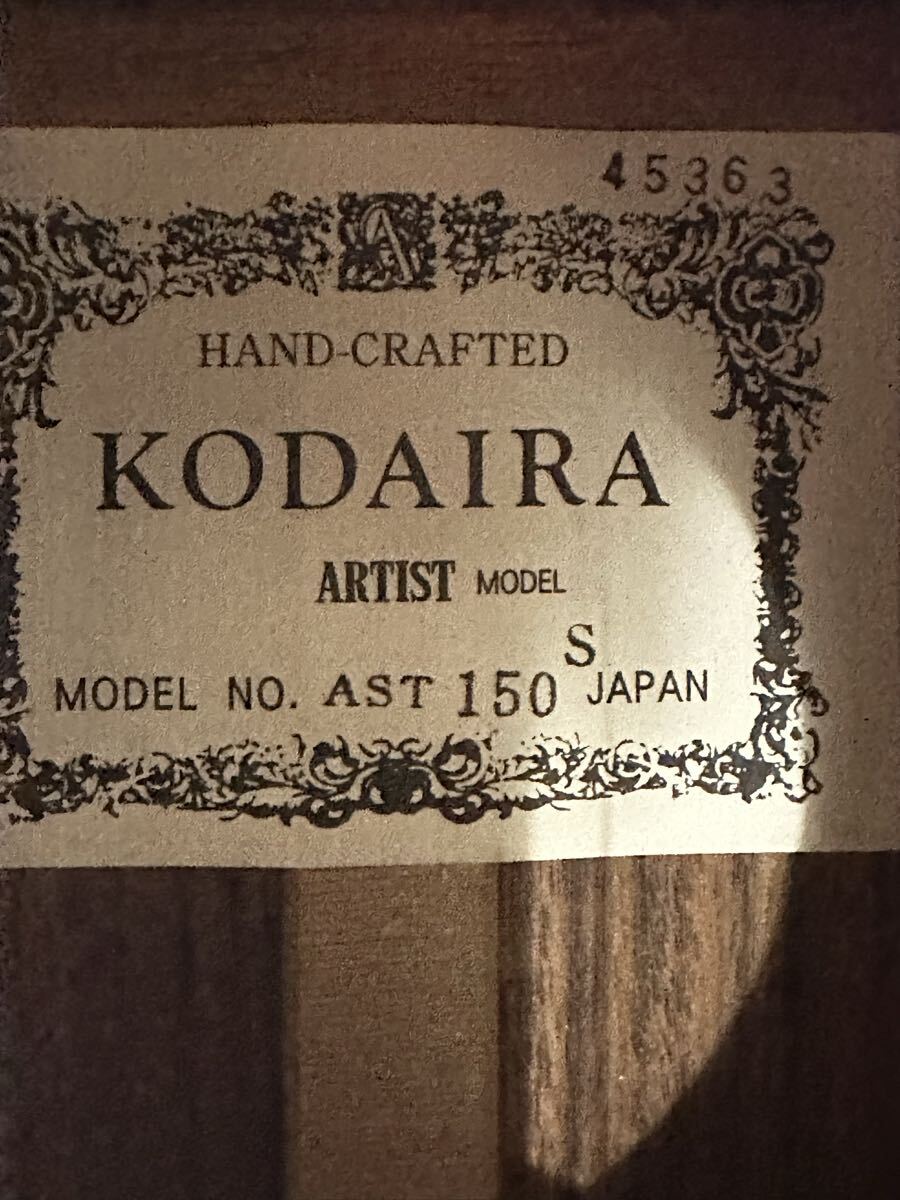 45363
A
HAND-CRAFTED
KODAIRA
ARTIST MODEL
MODEL NO. AST 150 S JAPAN